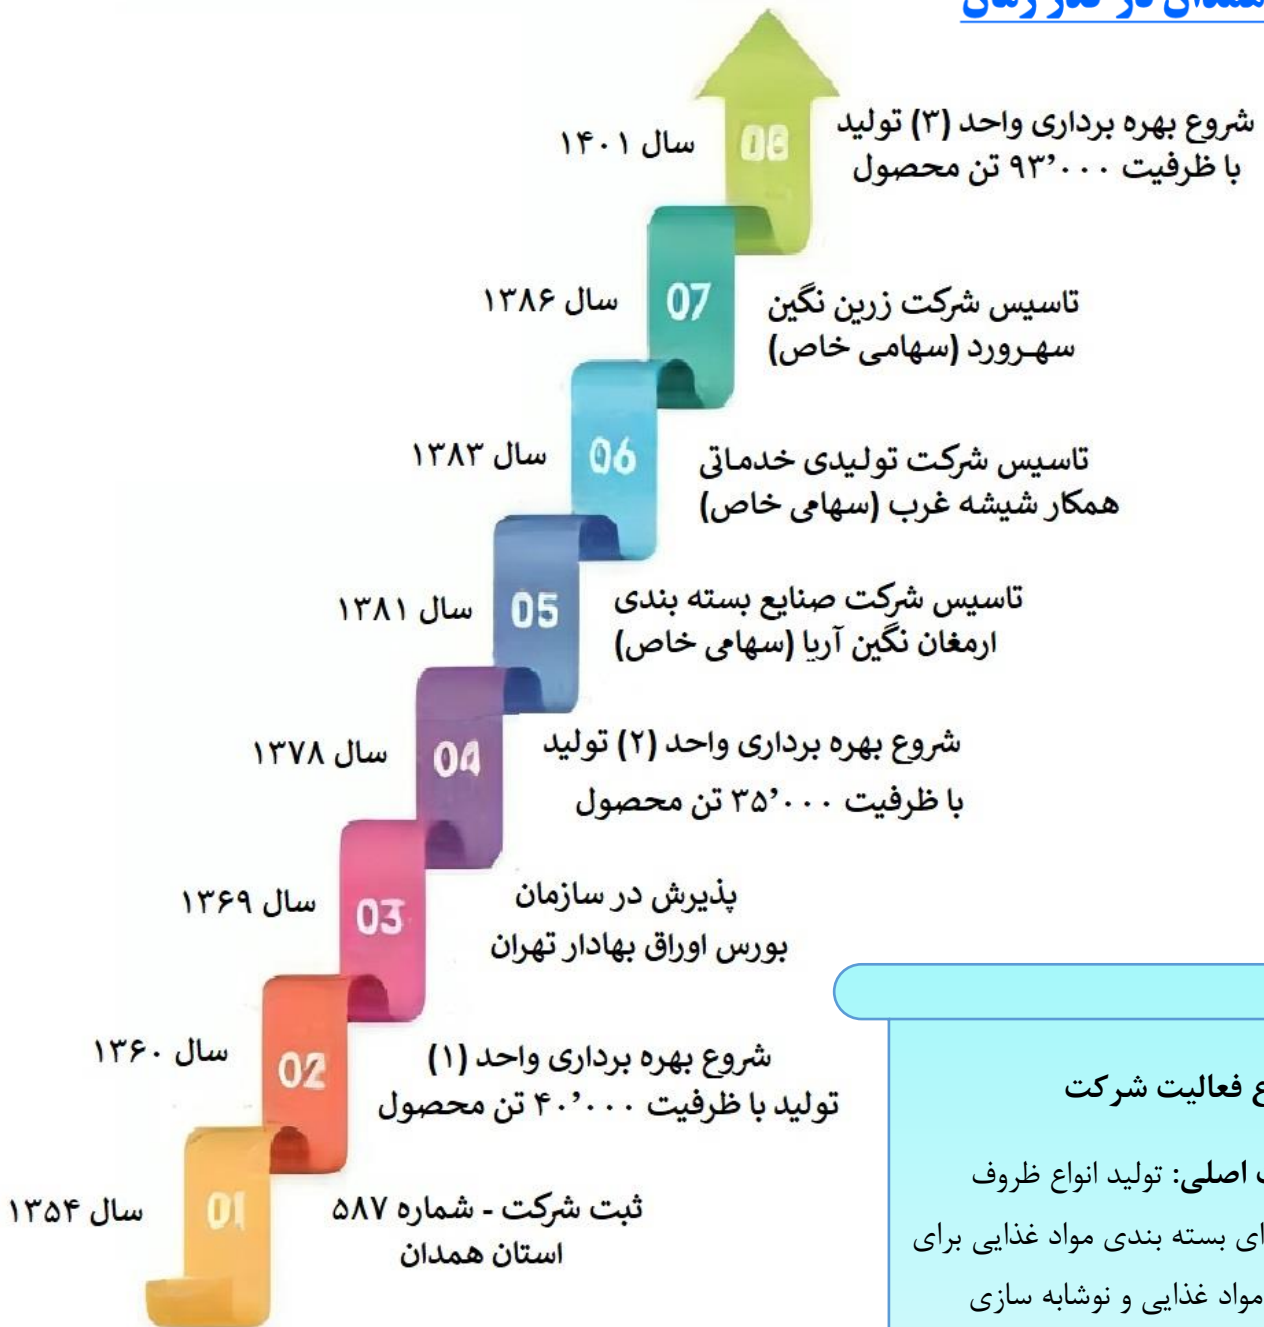 همدان در گذر زمان
شروع بهره برداری واحد (۳) تولید
با ظرفیت ۹۳٬۰۰۰ تن محصول
08
سال ۱۴۰۱
تاسیس شرکت زرین نگین
سهرورد (سهامی خاص)
07
سال ۱۳۸۶
تاسیس شرکت تولیدی خدماتی
همکار شیشه غرب (سهامی خاص)
06
سال ۱۳۸۳
تاسیس شرکت صنایع بسته بندی
ارمغان نگین آریا (سهامی خاص)
05
سال ۱۳۸۱
شروع بهره برداری واحد (۲) تولید
با ظرفیت ۳۵٬۰۰۰ تن محصول
04
سال ۱۳۷۸
پذیرش در سازمان
بورس اوراق بهادار تهران
03
سال ۱۳۶۹
شروع بهره برداری واحد (۱)
تولید با ظرفیت ۴۰٬۰۰۰ تن محصول
02
سال ۱۳۶۰
ثبت شرکت - شماره ۵۸۷
استان همدان
01
سال ۱۳۵۴
فعالیت شرکت
اصلی: تولید انواع ظروف
ای بسته بندی مواد غذایی برای
مواد غذایی و نوشابه سازی